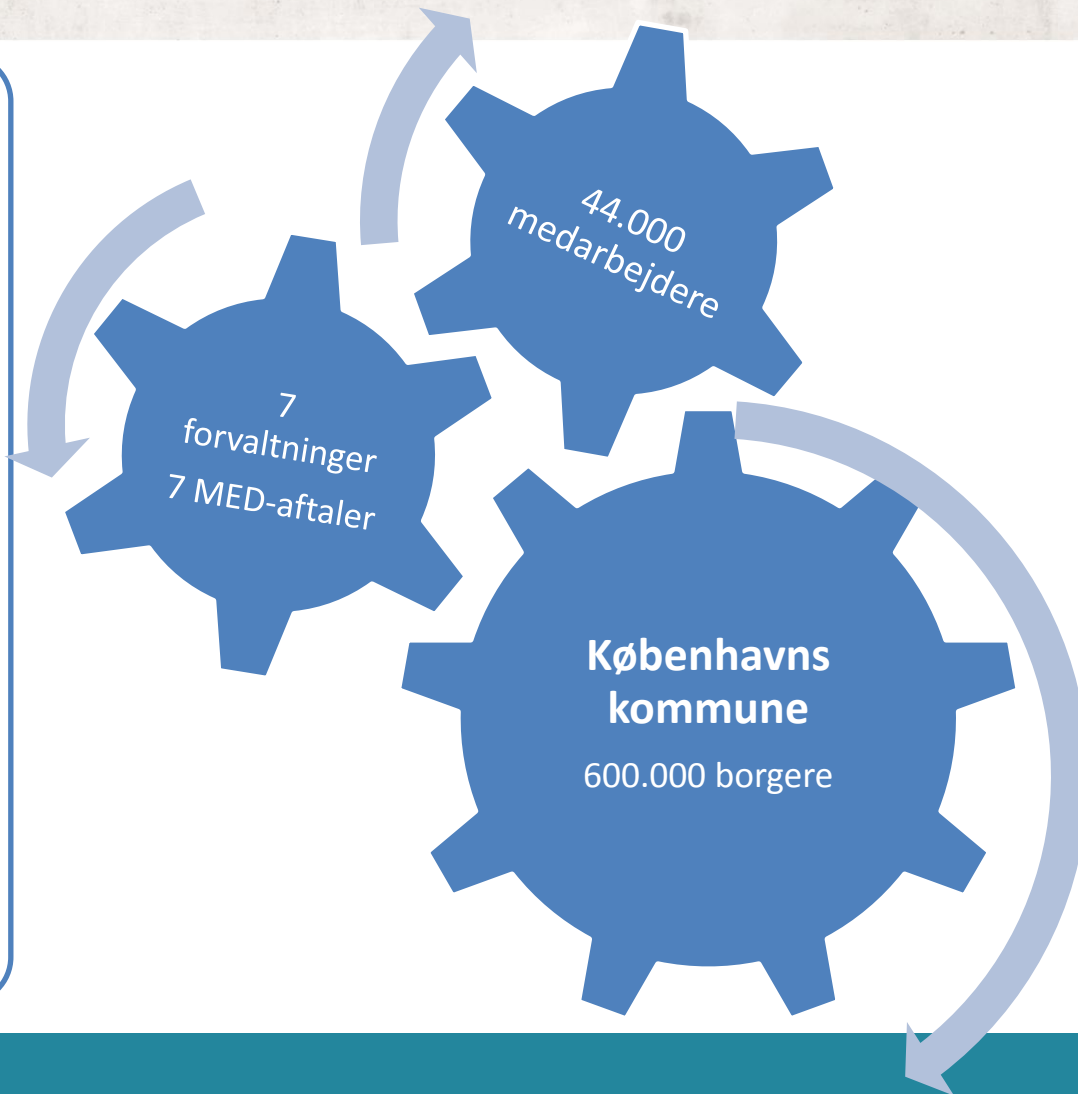 44.000
medarbejdere
7
forvaltninger
7 MED-aftaler
Københavns
kommune
600.000 borgere